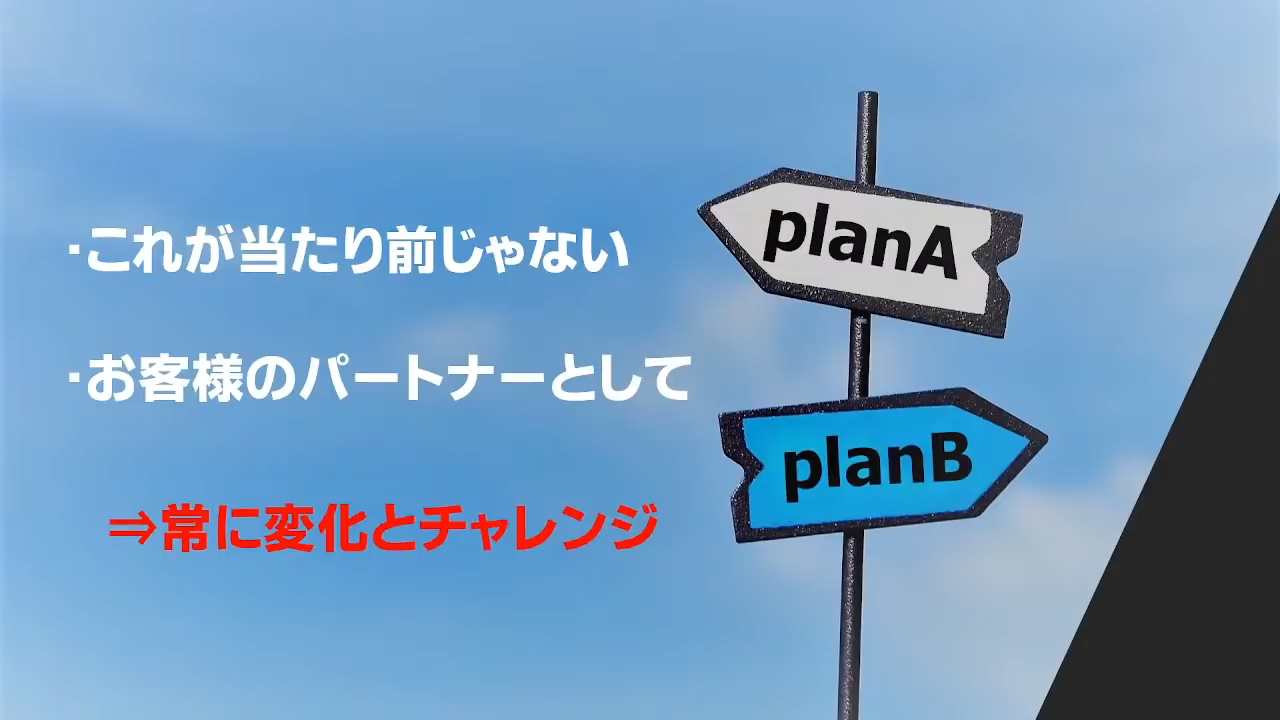 ·これが当たり前じゃない
·お客様のパートナーとして
⇒常に変化とチャレンジ
planA
planB